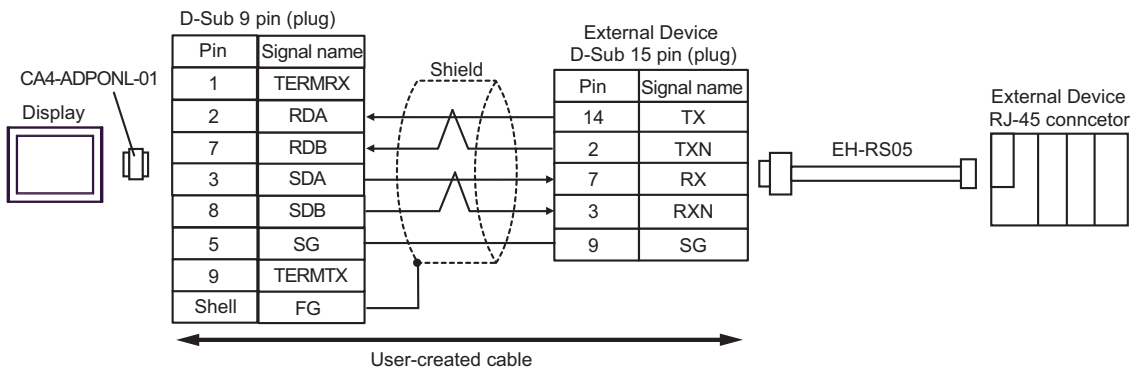 D-Sub 9 pin (plug)
Pin Signal name
1 TERMRX
2 RDA
7 RDB
3 SDA
8 SDB
5 SG
9 TERMTX
Shell FG
CA4-ADPONL-01
Display
Shield
External Device
D-Sub 15 pin (plug)
Pin Signal name
14 TX
2 TXN
7 RX
3 RXN
9 SG
EH-RS05
External Device
RJ-45 conncetor
User-created cable